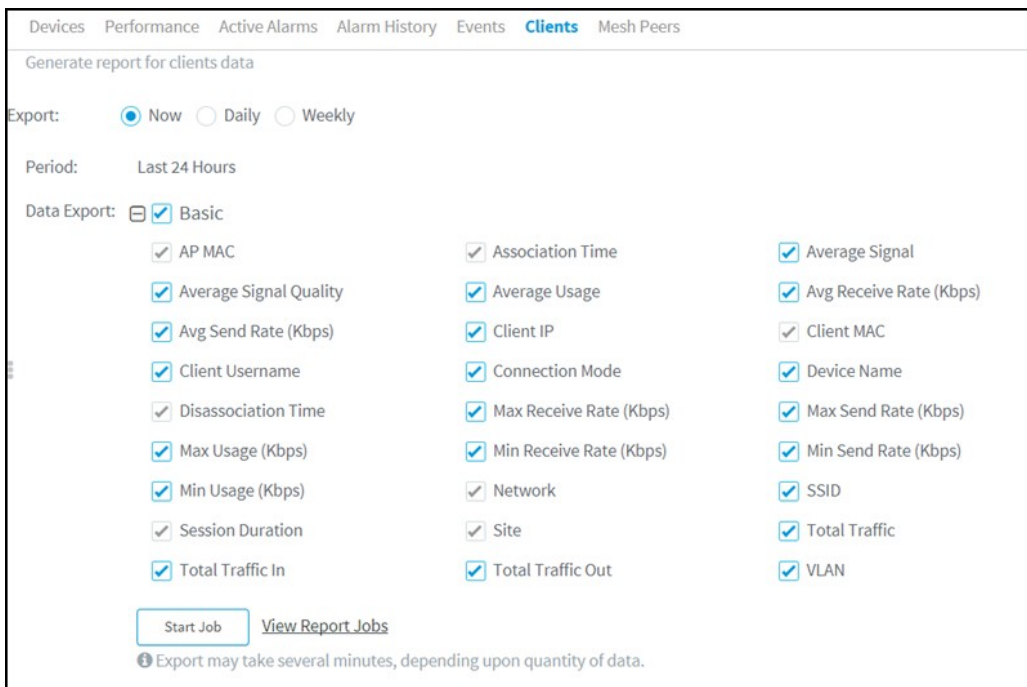 Devices Performance Active Alarms Alarm History Events Clients Mesh Peers
Generate report for clients data
Export: Now Daily Weekly
Period: Last 24 Hours
Data Export: Basic
AP MAC Association Time Average Signal
Average Signal Quality Average Usage Avg Receive Rate (Kbps)
Avg Send Rate (Kbps) Client IP Client MAC
Client Username Connection Mode Device Name
Disassociation Time Max Receive Rate (Kbps) Max Send Rate (Kbps)
Max Usage (Kbps) Min Receive Rate (Kbps) Min Send Rate (Kbps)
Min Usage (Kbps) Network SSID
Session Duration Site Total Traffic
Total Traffic In Total Traffic Out VLAN
Start Job View Report Jobs
Export may take several minutes, depending upon quantity of data.